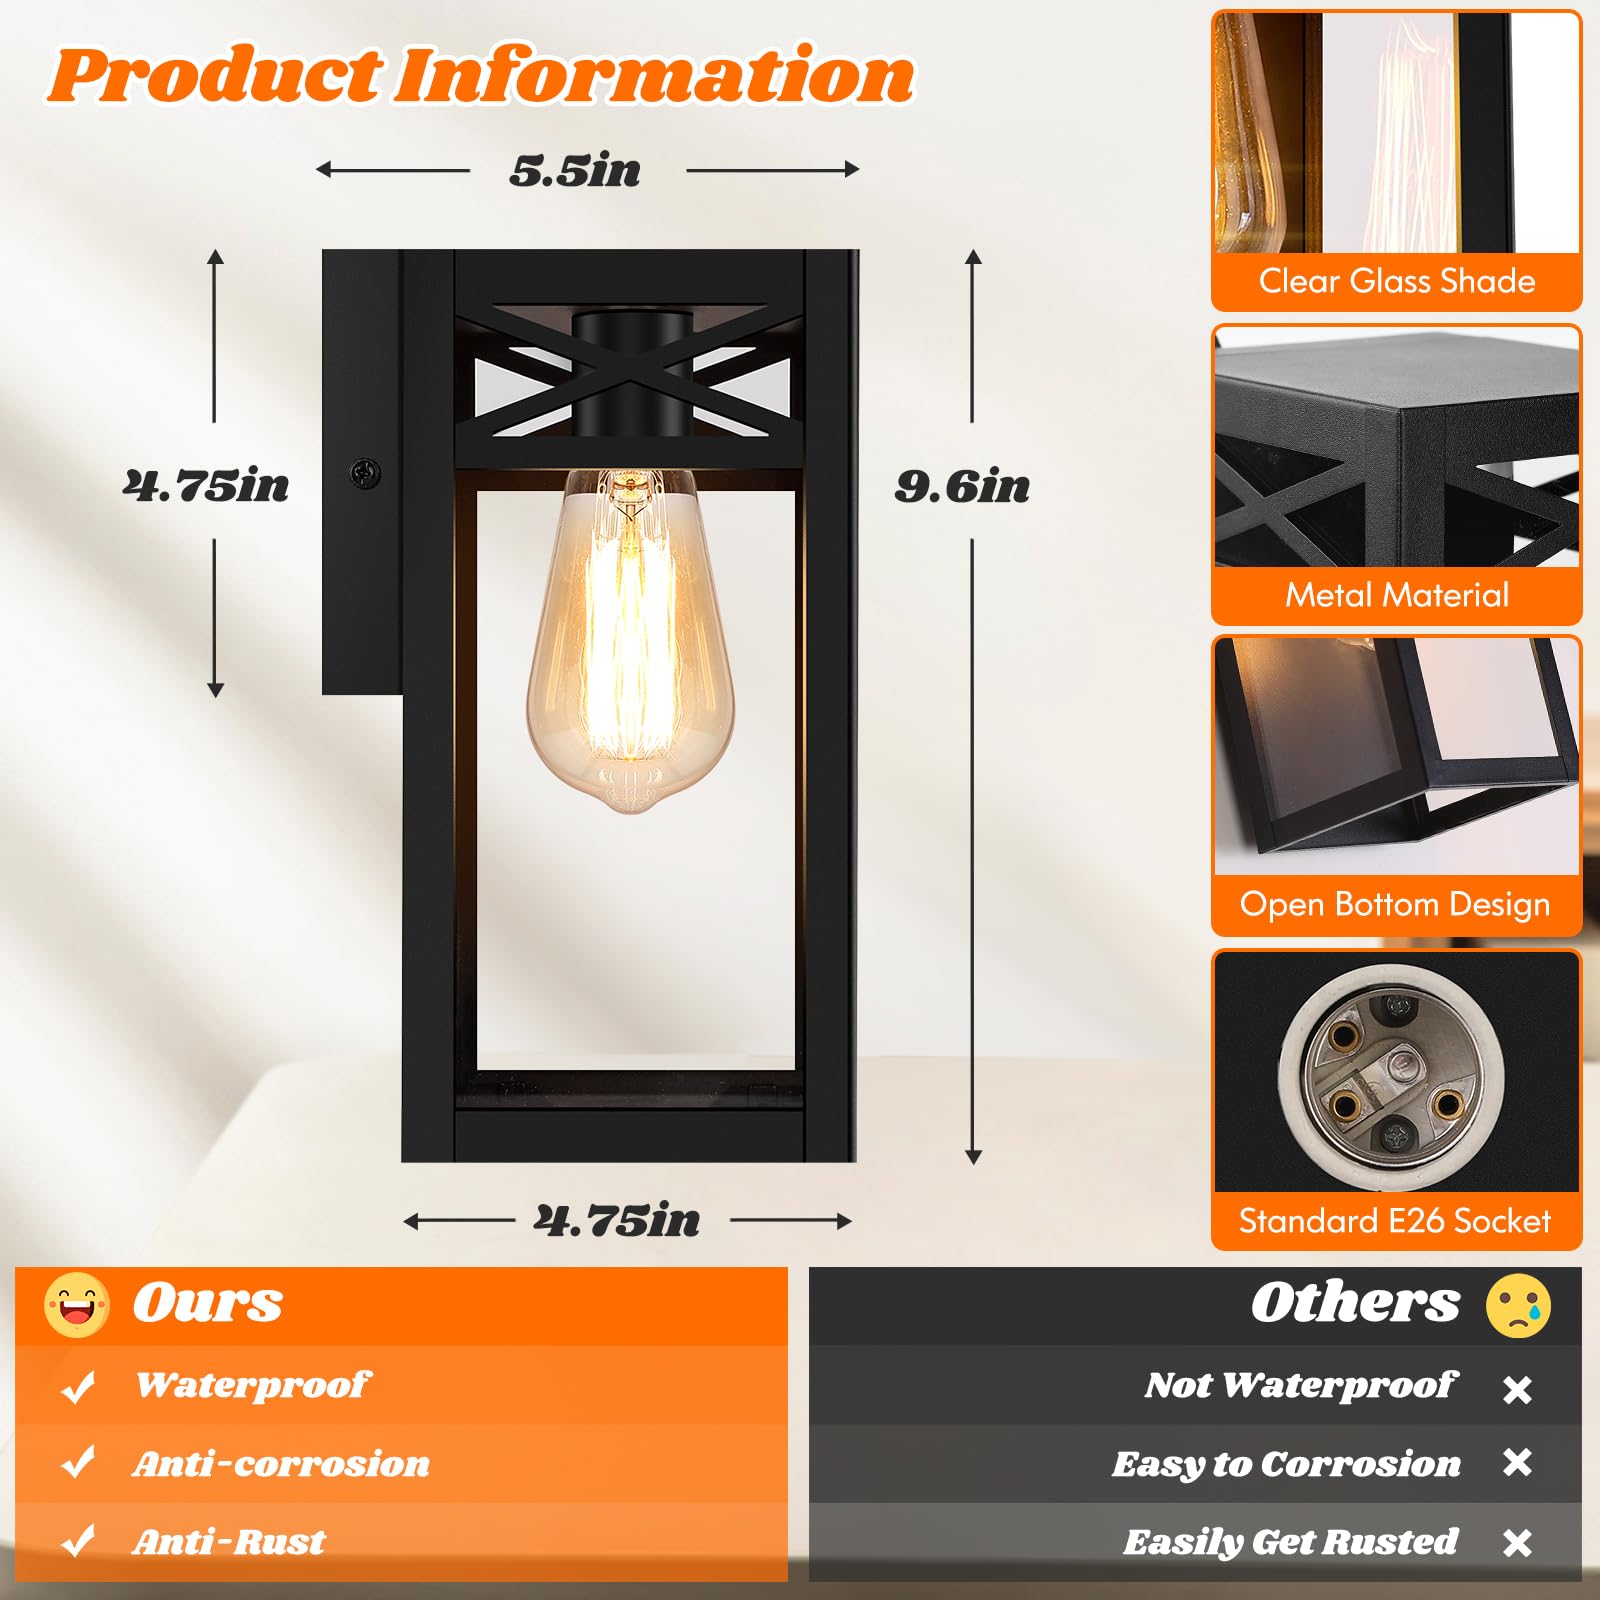 Product Information
5.5in
4.75in
9.6in
4.75in
Clear Glass Shade
Metal Material
Open Bottom Design
Standard E26 Socket
Ours
Waterproof
Anti-corrosion
Anti-Rust
Others
Not Waterproof
Easy to Corrosion
Easily Get Rusted